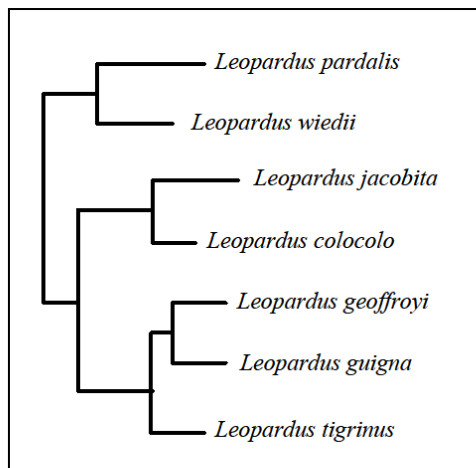 Leopardus pardalis
Leopardus wiedii
Leopardus jacobita
Leopardus colocolo
Leopardus geoffroyi
Leopardus guigna
Leopardus tigrinus